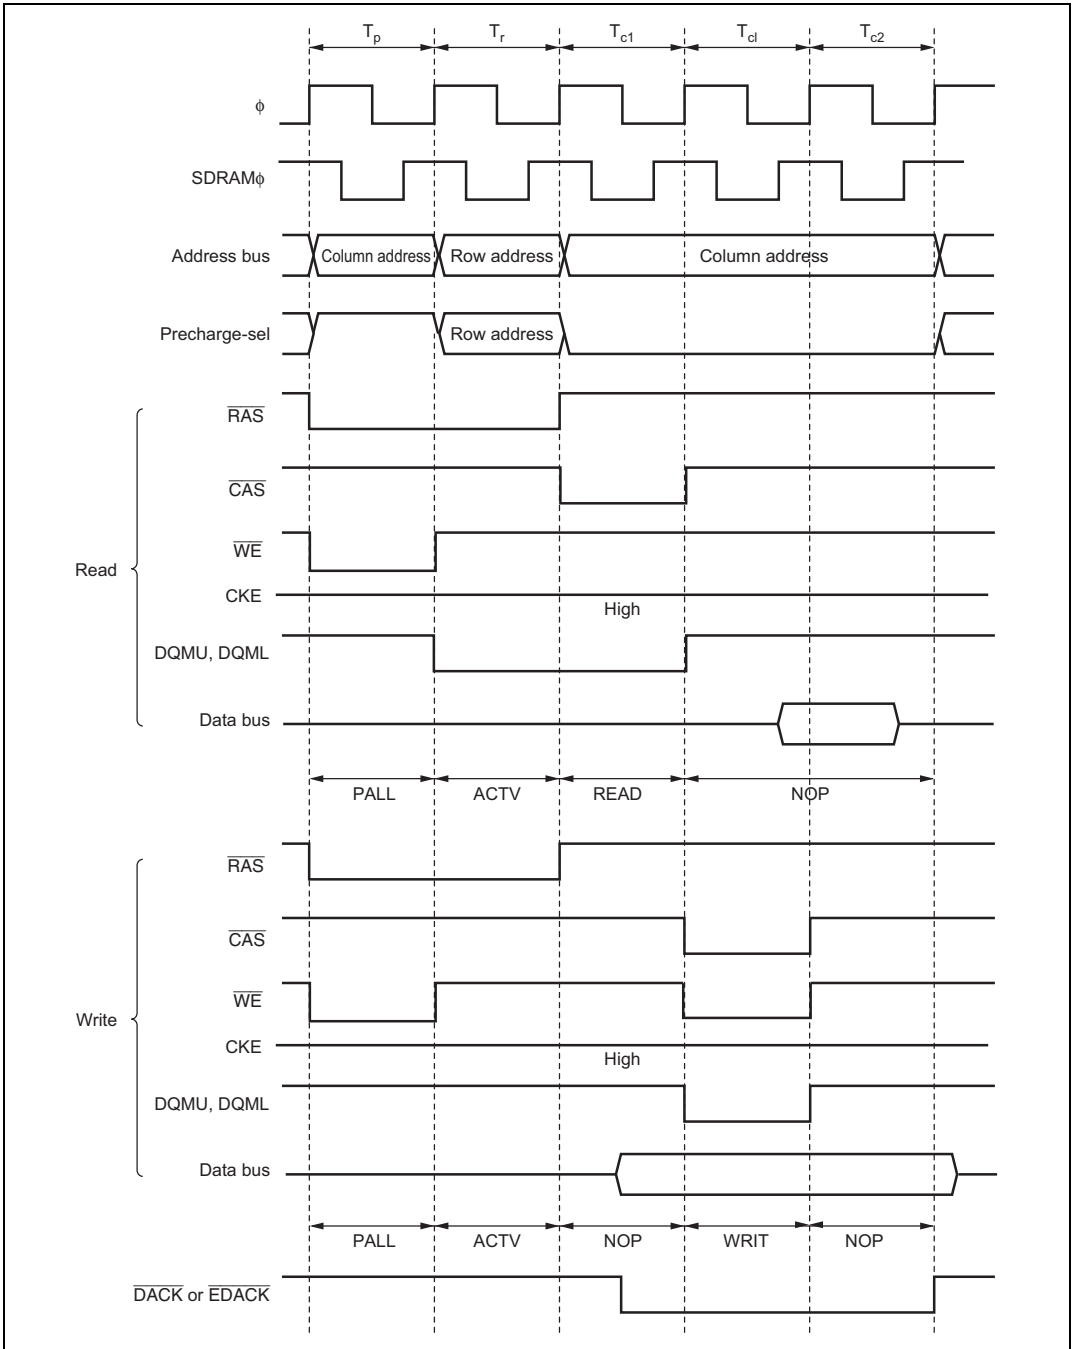 Tp Tr Tc1 Tcl Tc2
ϕ
SDRAMϕ
Address bus Column address Row address Column address
Precharge-sel Row address
RAS
CAS
WE
Read
CKE
High
DQMU, DQML
Data bus
PALL ACTV READ NOP
RAS
CAS
WE
Write
CKE
High
DQMU, DQML
Data bus
PALL ACTV NOP WRIT NOP
DACK or EDACK